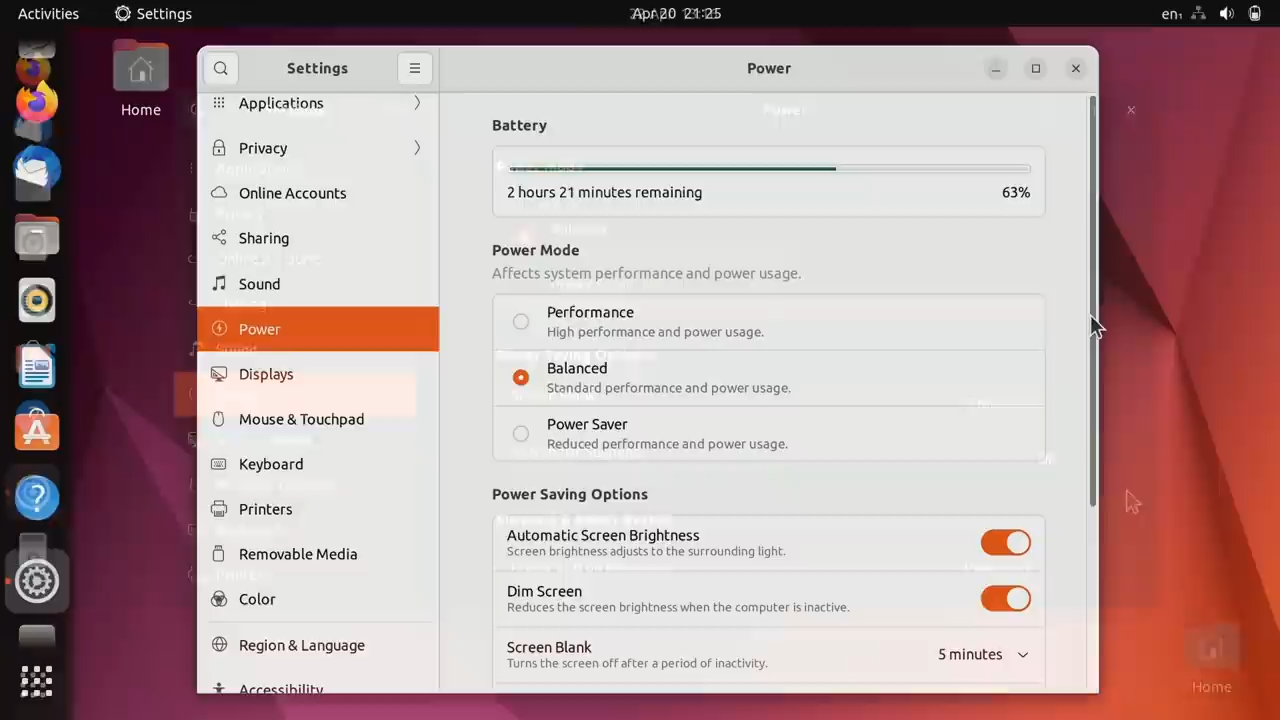 Activities
Settings
Apr 20 21:25
en₁
Home
Settings
Power
Applications
Privacy
Online Accounts
Sharing
Sound
Power
Displays
Mouse & Touchpad
Keyboard
Printers
Removable Media
Color
Region & Language
Accessibility
Battery
2 hours 21 minutes remaining
63%
Power Mode
Affects system performance and power usage.
Performance
High performance and power usage.
Balanced
Standard performance and power usage.
Power Saver
Reduced performance and power usage.
Power Saving Options
Automatic Screen Brightness
Screen brightness adjusts to the surrounding light.
Dim Screen
Reduces the screen brightness when the computer is inactive.
Screen Blank
5 minutes
Turns the screen off after a period of inactivity.
Power
Home